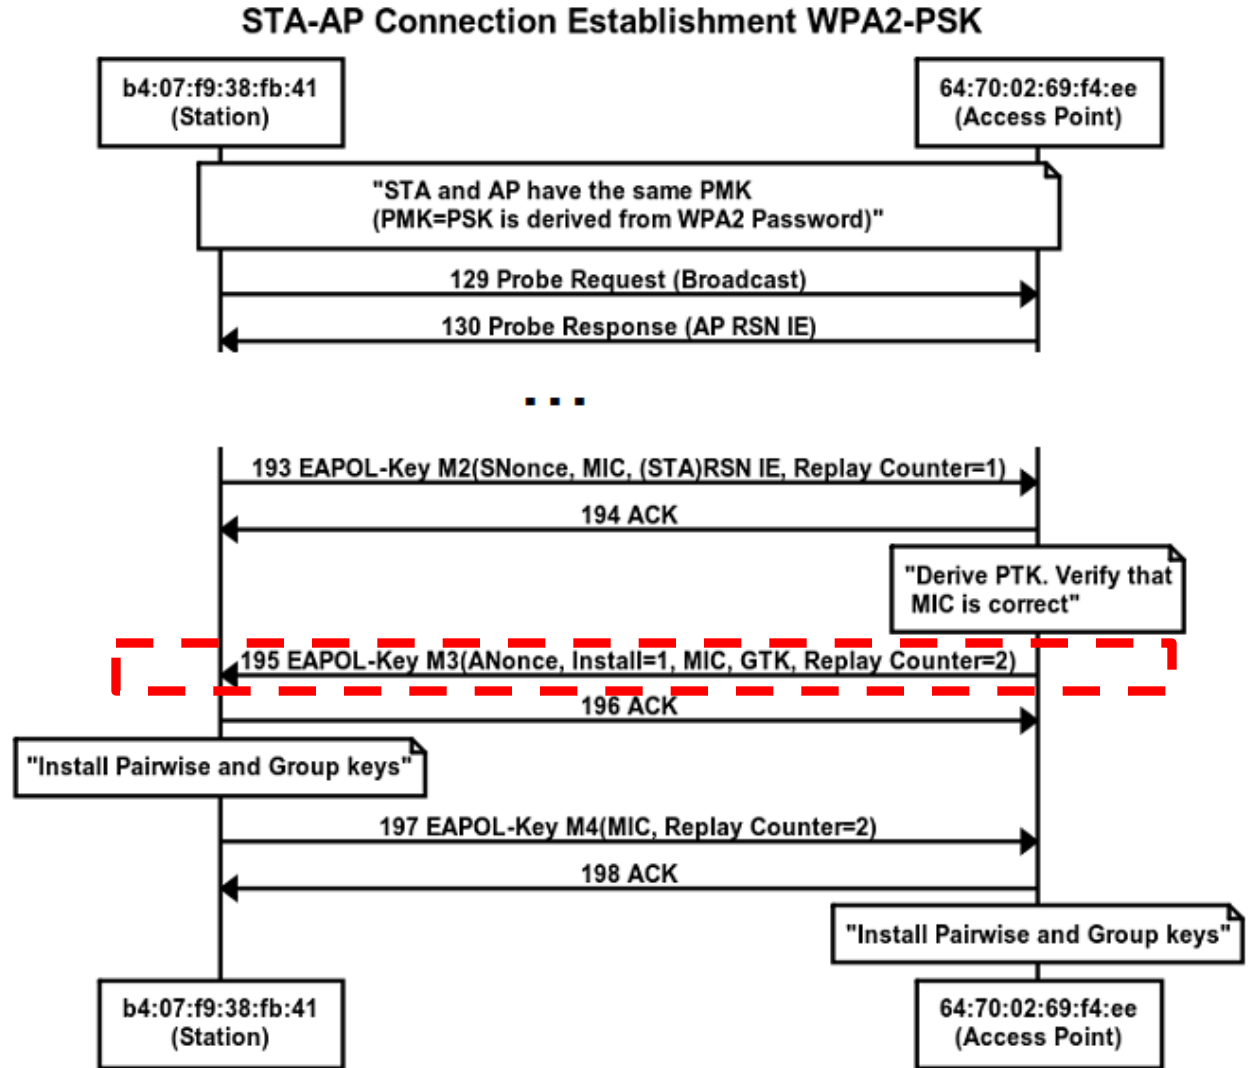 STA-AP Connection Establishment WPA2-PSK
b4:07:f9:38:fb:41
(Station)
64:70:02:69:f4:ee
(Access Point)
"STA and AP have the same PMK
(PMK=PSK is derived from WPA2 Password)"
129 Probe Request (Broadcast)
130 Probe Response (AP RSN IE)
...
193 EAPOL-Key M2(SNonce, MIC, (STA)RSN IE, Replay Counter=1)
194 ACK
"Derive PTK. Verify that
MIC is correct"
195 EAPOL-Key M3(ANonce, Install=1, MIC, GTK, Replay Counter=2)
196 ACK
"Install Pairwise and Group keys"
197 EAPOL-Key M4(MIC, Replay Counter=2)
198 ACK
"Install Pairwise and Group keys"
b4:07:f9:38:fb:41
(Station)
64:70:02:69:f4:ee
(Access Point)